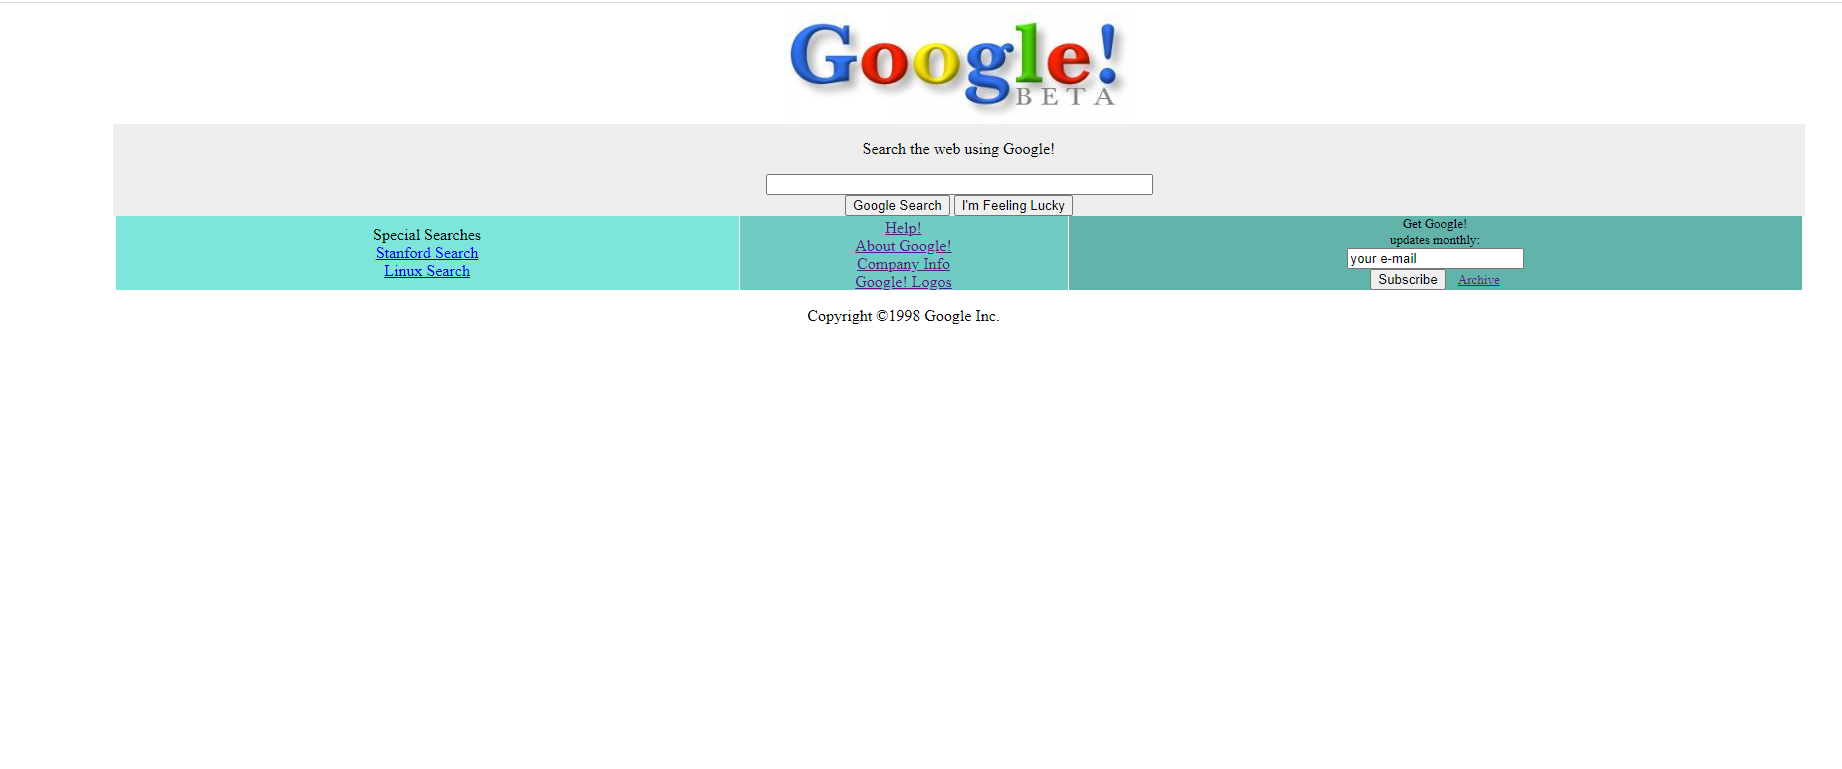 Google!
BETA
Search the web using Google!
Google Search I'm Feeling Lucky
Special Searches
Stanford Search
Linux Search
Help!
About Google!
Company Info
Google! Logos
Get Google!
updates monthly:
your e-mail
Subscribe Archive
Copyright ©1998 Google Inc.